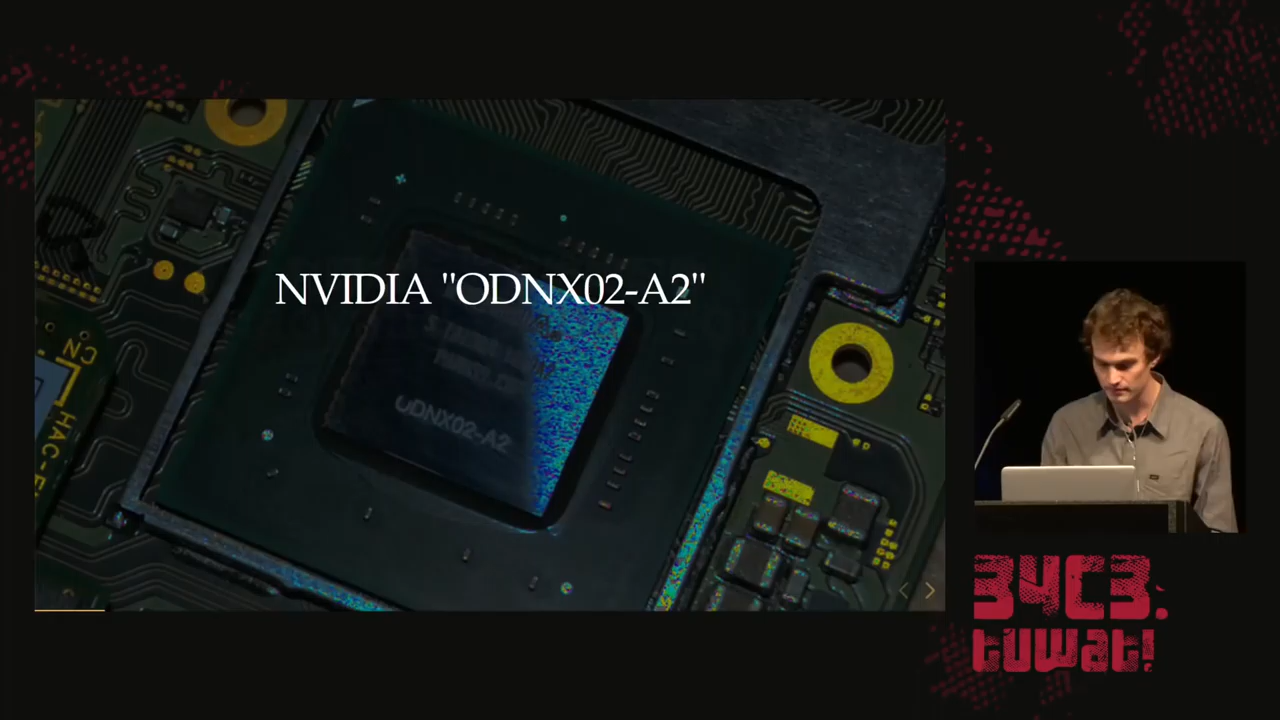 NVIDIA "ODNX02-A2"
ODNX02-A2
HAC-
34C3.
tuwat!